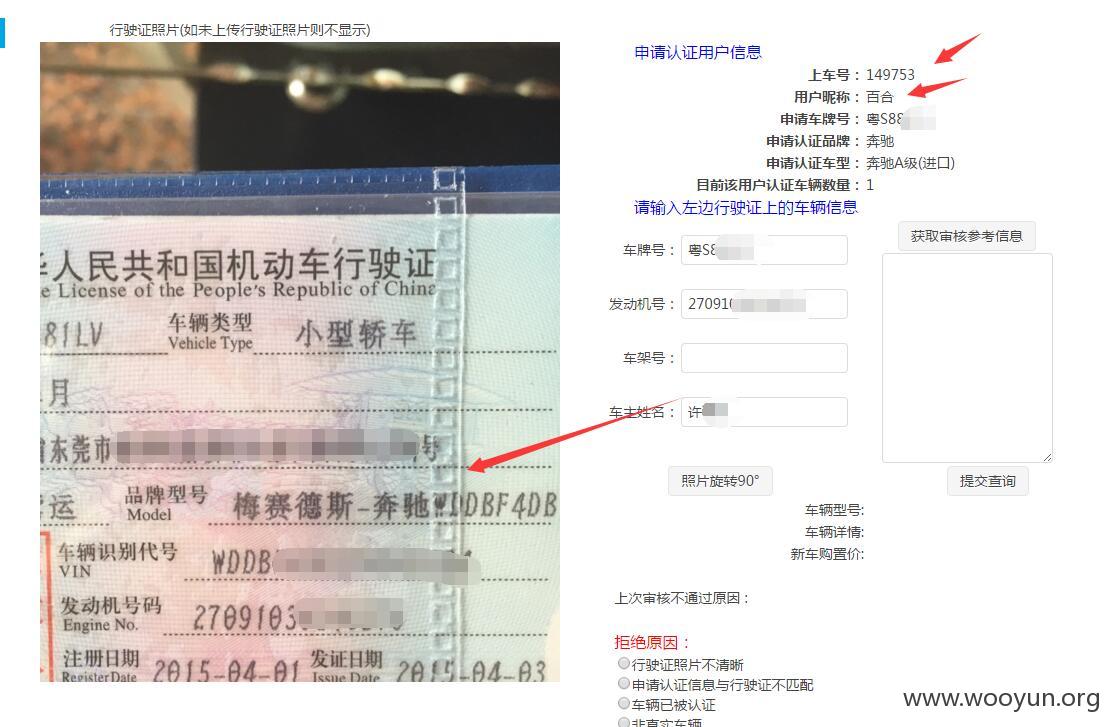 行驶证照片(如未上传行驶证照片则不显示)
人民共和国机动车行驶证
e License of the People's Republic of China
81LV
车辆类型
Vehicle Type
小型轿车
月
东莞市
号
运
品牌型号
Model
梅赛德斯-奔驰WDDBF4DB
车辆识别代号
VIN
WDDB
发动机号码
Engine No.
2709103
注册日期
Register Date
2015-04-01
发证日期
Issue Date
2015-04-03
申请认证用户信息
上车号：149753
用户昵称：百合
申请车牌号：粤S88
申请认证品牌：奔驰
申请认证车型：奔驰A级(进口)
目前该用户认证车辆数量：1
请输入左边行驶证上的车辆信息
获取审核参考信息
车牌号：粤S8
发动机号：27091
车架号：
车主姓名：许
照片旋转90°
提交查询
车辆型号:
车辆详情:
新车购置价:
上次审核不通过原因：
拒绝原因：
行驶证照片不清晰
申请认证信息与行驶证不匹配
车辆已被认证
非真实车辆
www.wooyun.org